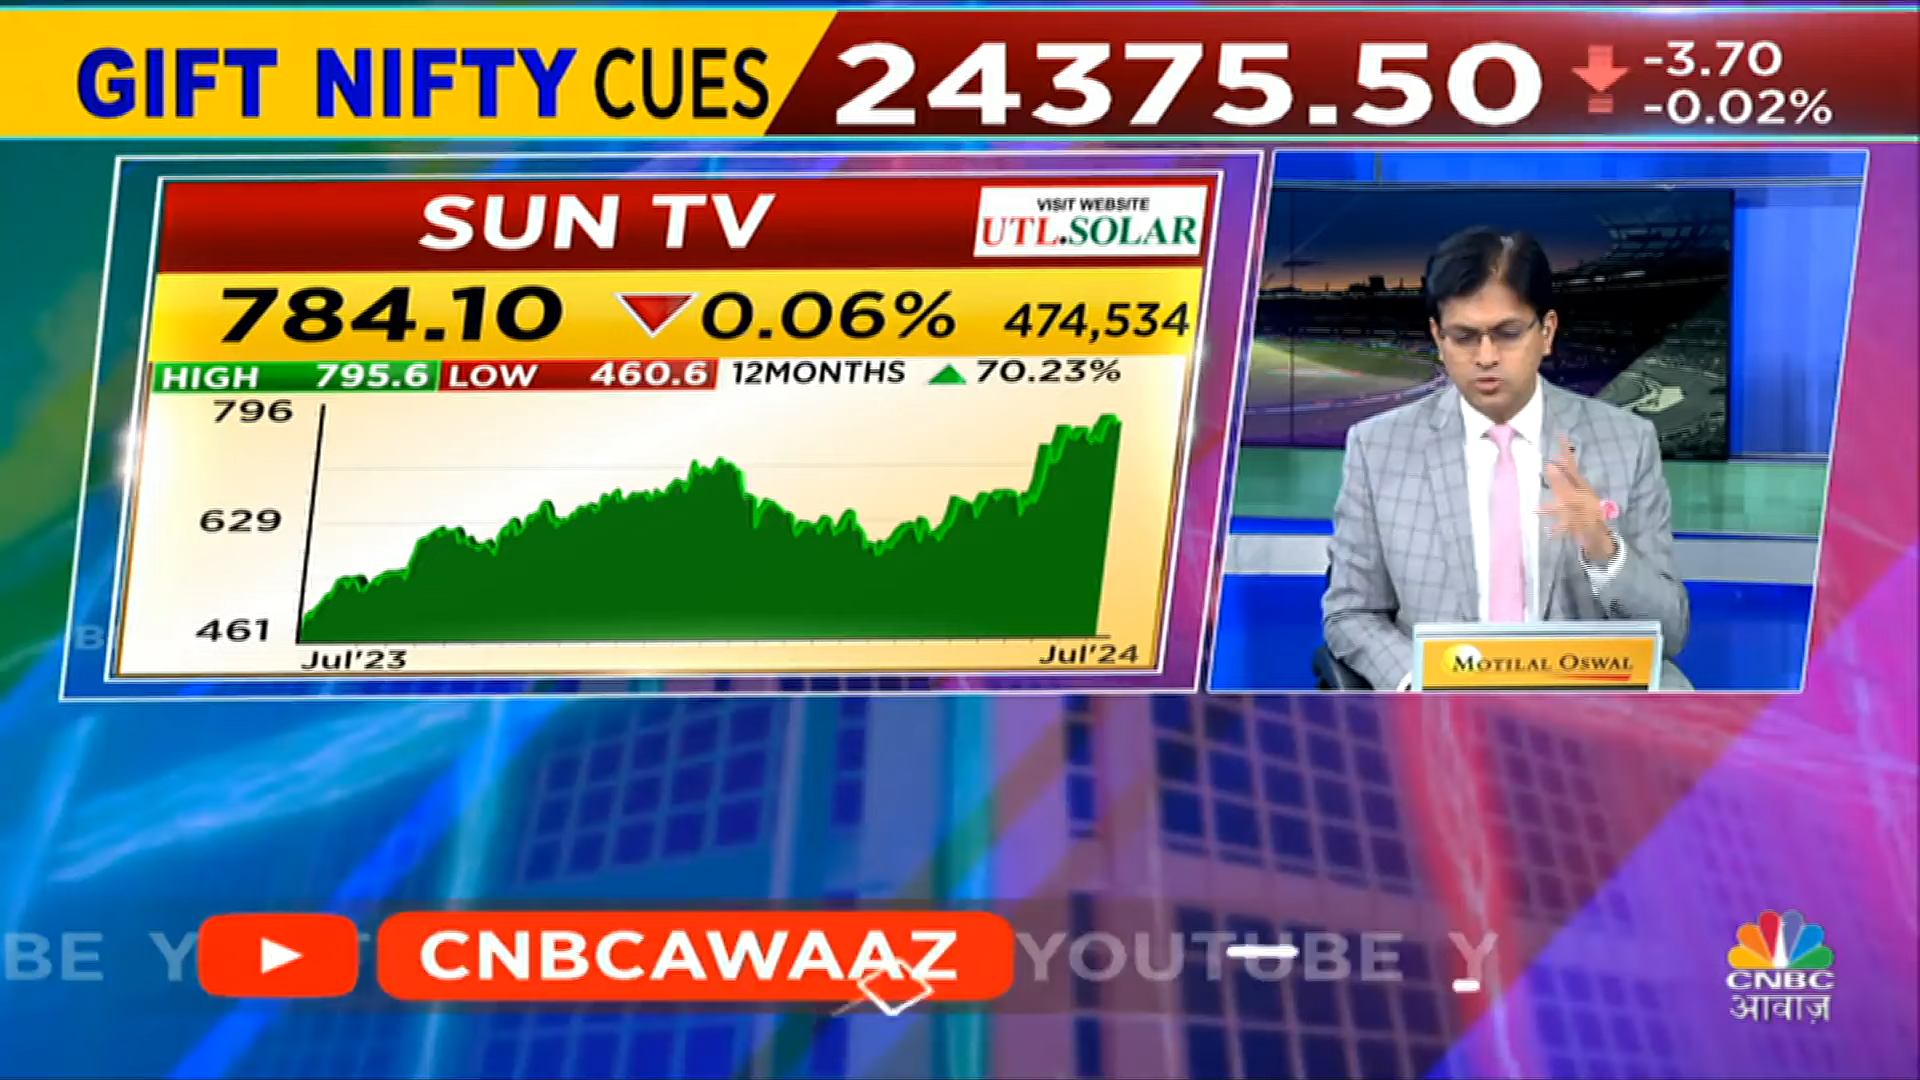 GIFT NIFTY CUES 24375.50 -3.70
-0.02%
SUN TV
VISIT WEBSITE
UTL.SOLAR
784.10 0.06% 474,534
HIGH 795.6 LOW 460.6 12MONTHS 70.23%
796
629
461
Jul'23 Jul'24
MOTILAL OSWAL
B
BE Y T CNBCAWAAZ YOUTUBE Y
CNBC
आवाज़